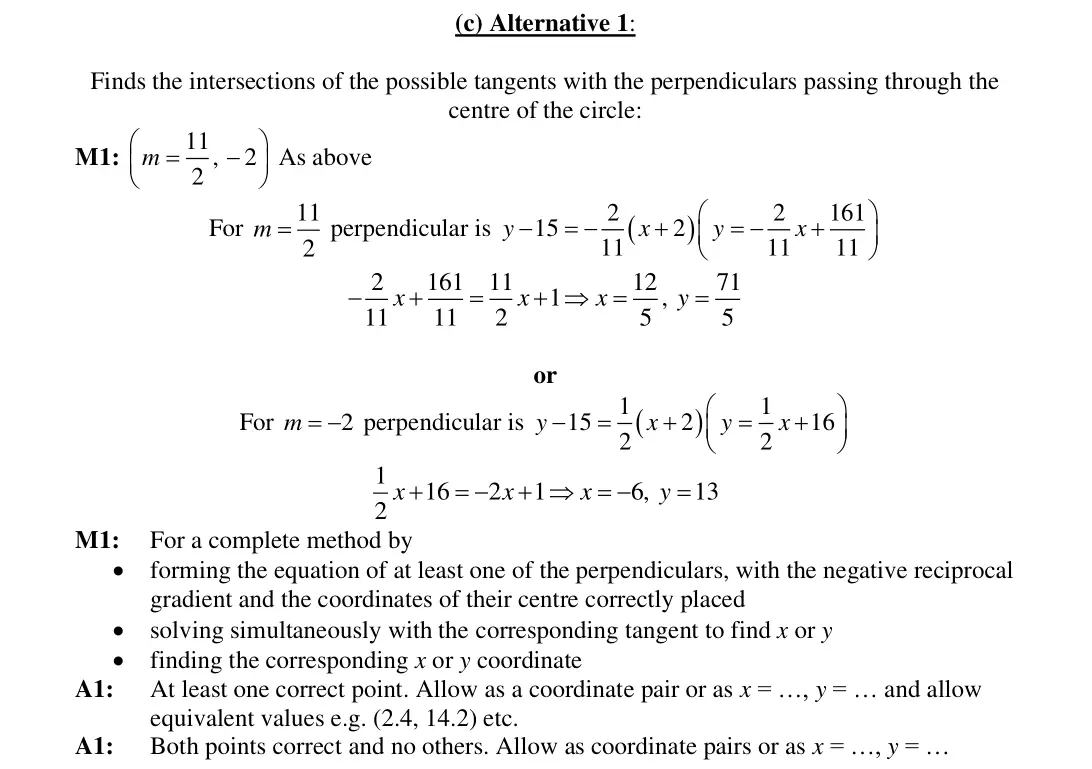 (c) Alternative 1:
Finds the intersections of the possible tangents with the perpendiculars passing through the
centre of the circle:
M1: (m = 11/2, − 2) As above
For m = 11/2 perpendicular is y − 15 = − 2/11 (x + 2) (y = − 2/11 x + 161/11)
− 2/11 x + 161/11 = 11/2 x + 1 ⇒ x = 12/5, y = 71/5
or
For m = −2 perpendicular is y − 15 = 1/2 (x + 2) (y = 1/2 x + 16)
1/2 x + 16 = −2x + 1 ⇒ x = −6, y = 13
M1: For a complete method by
• forming the equation of at least one of the perpendiculars, with the negative reciprocal
gradient and the coordinates of their centre correctly placed
• solving simultaneously with the corresponding tangent to find x or y
• finding the corresponding x or y coordinate
A1: At least one correct point. Allow as a coordinate pair or as x = …, y = … and allow
equivalent values e.g. (2.4, 14.2) etc.
A1: Both points correct and no others. Allow as coordinate pairs or as x = …, y = …